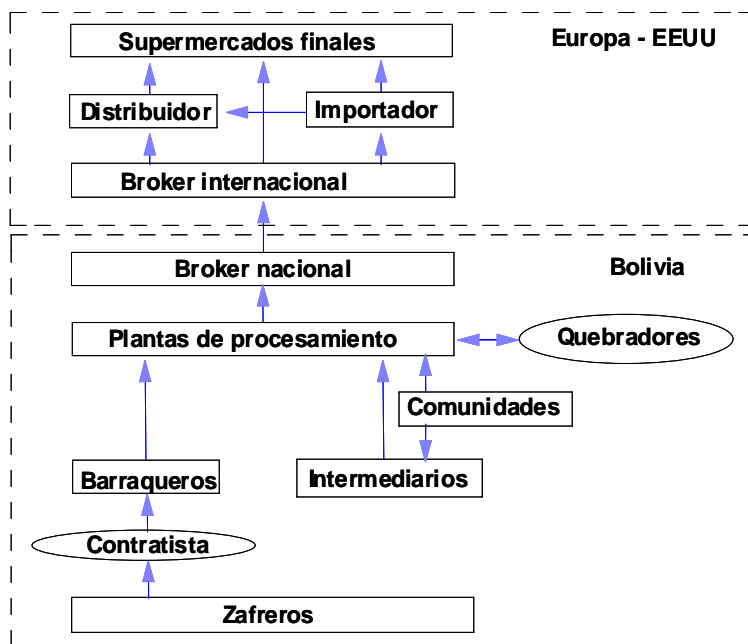 Supermercados finales
Europa - EEUU
Distribuidor
Importador
Broker internacional
Broker nacional
Bolivia
Plantas de procesamiento
Quebradores
Comunidades
Barraqueros
Intermediarios
Contratista
Zafreros